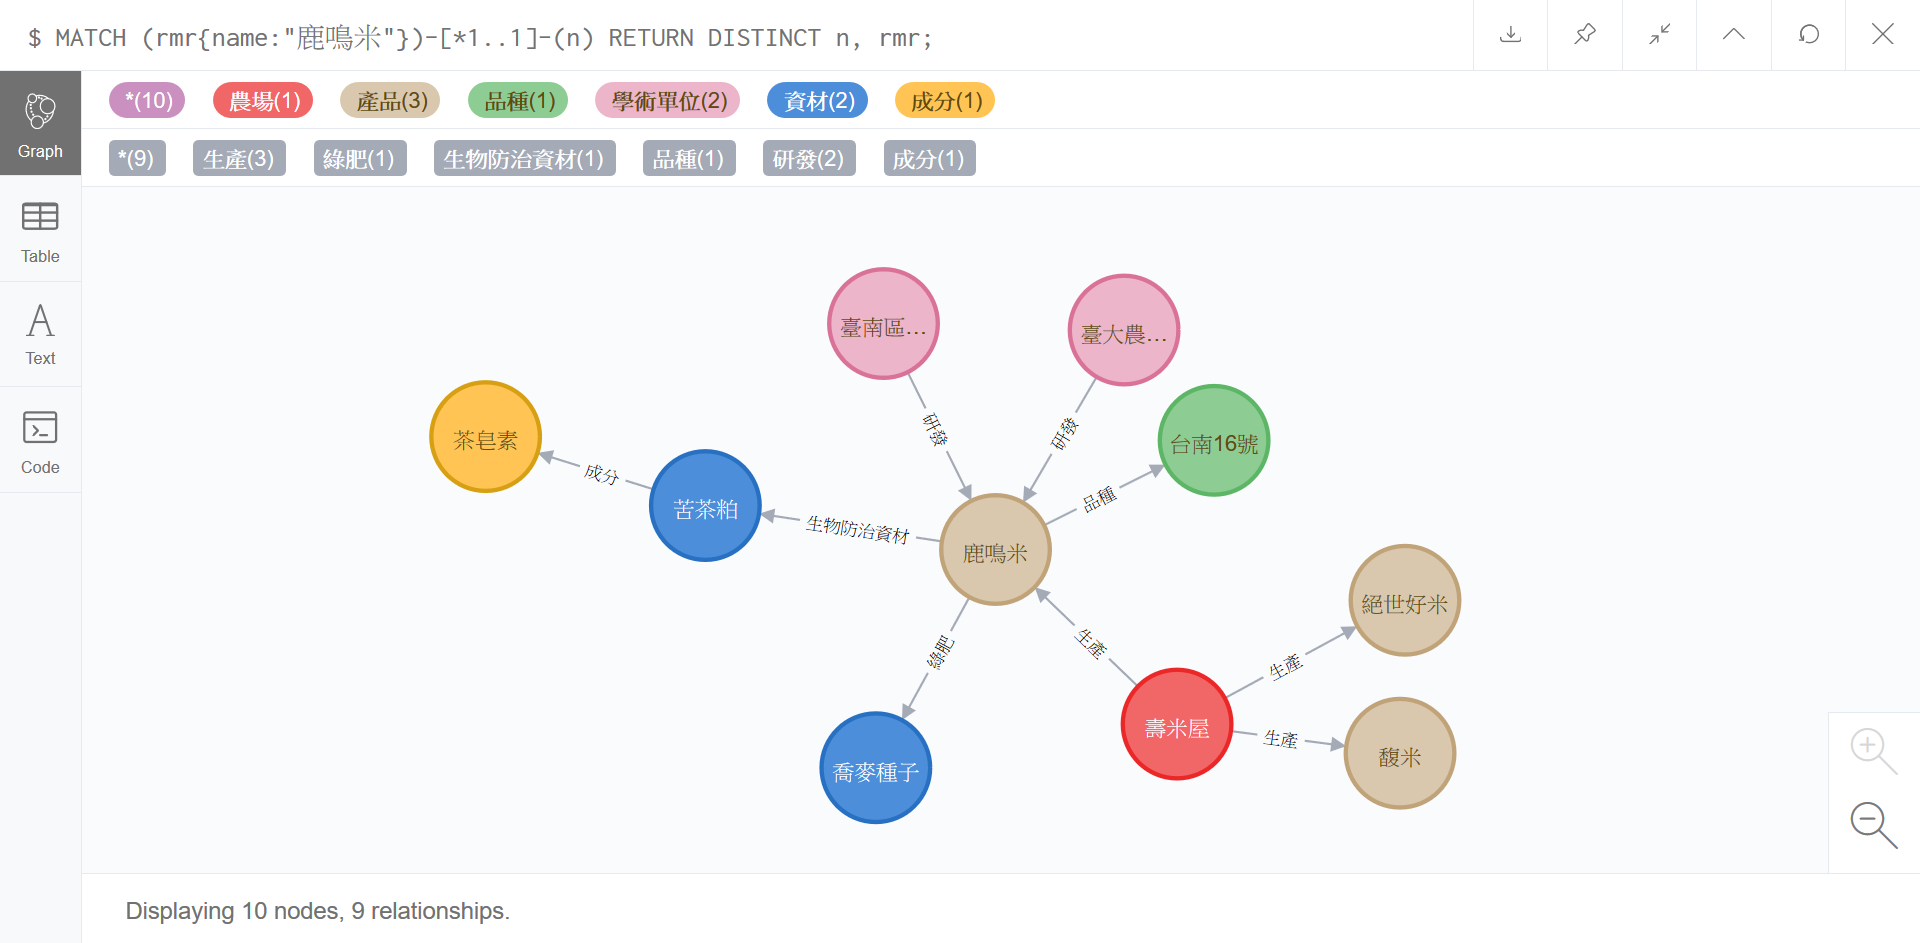 $ MATCH (rmr{name:"鹿鳴米"})-[*1..1]-(n) RETURN DISTINCT n, rmr;
*(10) 農場(1) 產品(3) 品種(1) 學術單位(2) 資材(2) 成分(1)
*(9) 生產(3) 綠肥(1) 生物防治資材(1) 品種(1) 研發(2) 成分(1)
Graph
Table
Text
Code
臺南區...
臺大農...
研發
研發
茶皂素
台南16號
成分
品種
苦茶粕
生物防治資材
鹿鳴米
絕世好米
綠肥
生產
生產
壽米屋
生產
馥米
喬麥種子
Displaying 10 nodes, 9 relationships.